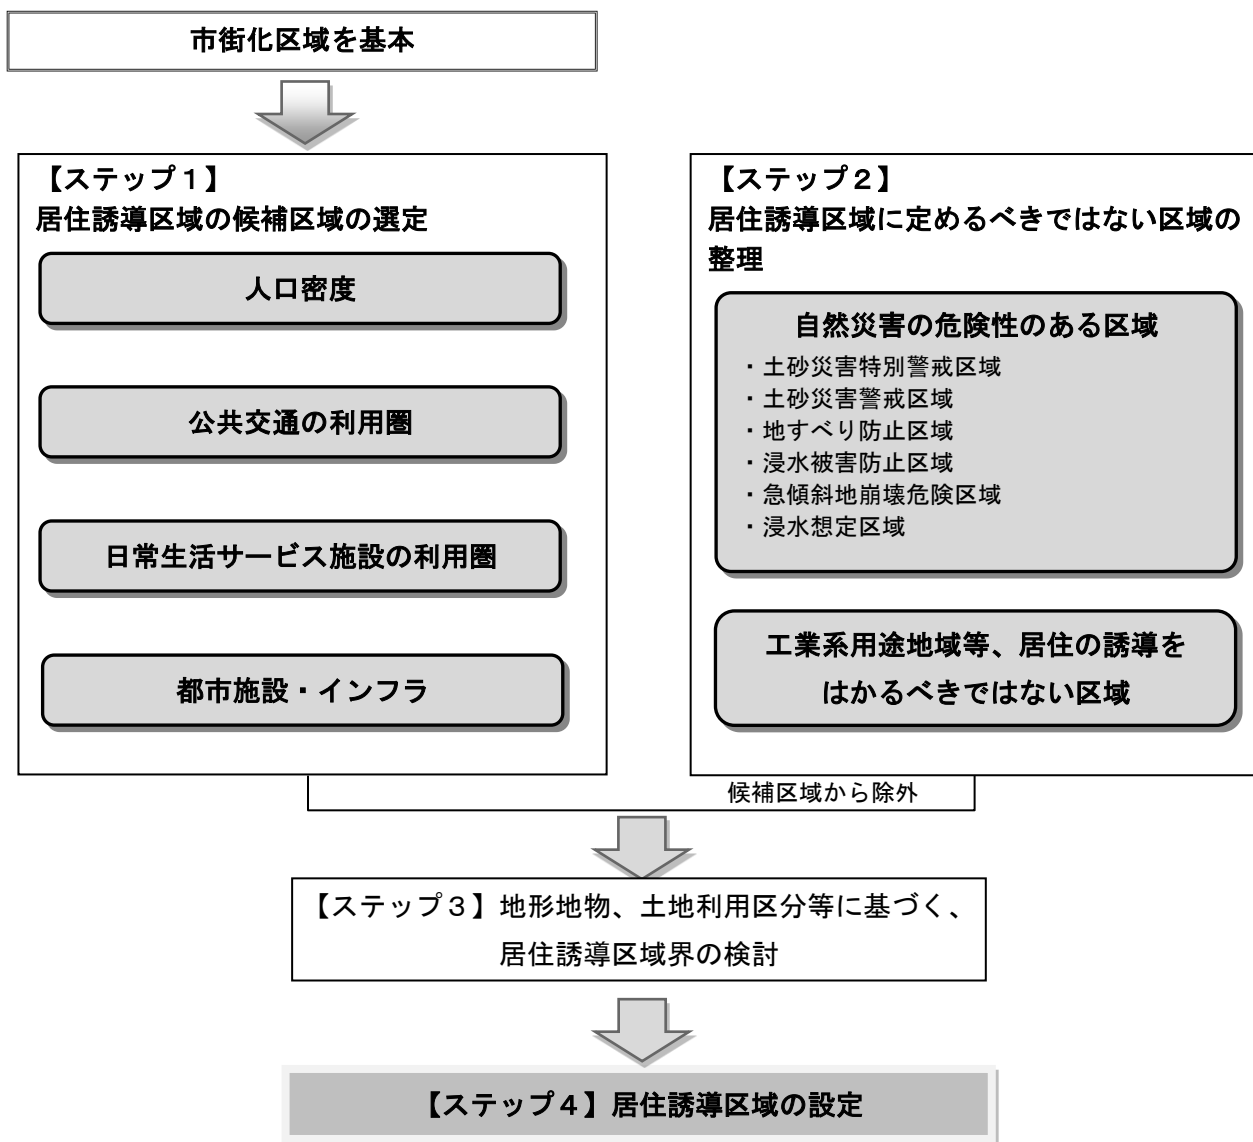 市街化区域を基本
【ステップ１】
居住誘導区域の候補区域の選定
人口密度
公共交通の利用圏
日常生活サービス施設の利用圏
都市施設・インフラ
【ステップ２】
居住誘導区域に定めるべきではない区域の
整理
自然災害の危険性のある区域
・土砂災害特別警戒区域
・土砂災害警戒区域
・地すべり防止区域
・浸水被害防止区域
・急傾斜地崩壊危険区域
・浸水想定区域
工業系用途地域等、居住の誘導を
はかるべきではない区域
候補区域から除外
【ステップ３】地形地物、土地利用区分等に基づく、
居住誘導区域界の検討
【ステップ４】居住誘導区域の設定